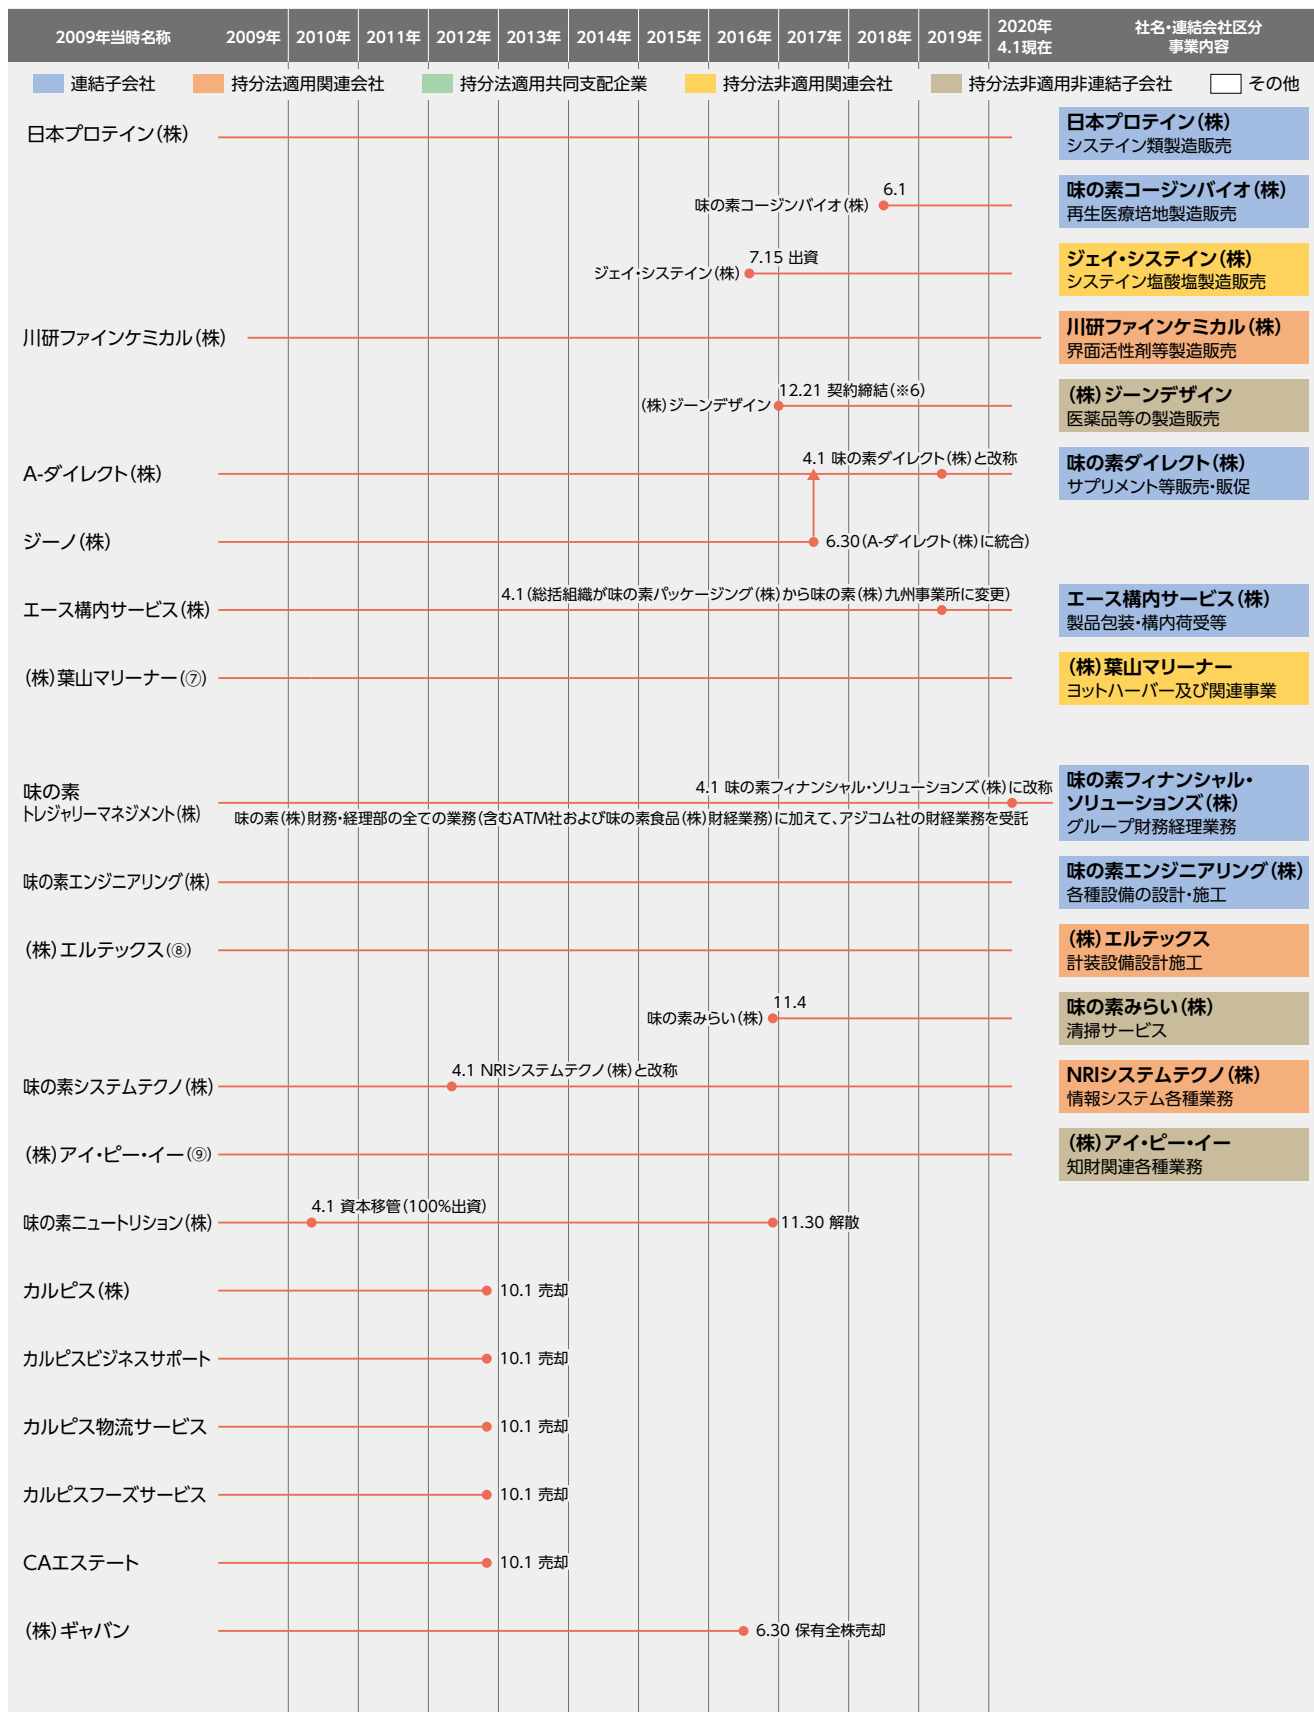 2009年当時名称 2009年 2010年 2011年 2012年 2013年 2014年 2015年 2016年 2017年 2018年 2019年 2020年 4.1現在 社名・連結会社区分 事業内容
連結子会社 持分法適用関連会社 持分法適用共同支配企業 持分法非適用関連会社 持分法非適用非連結子会社 その他
日本プロテイン(株)
日本プロテイン(株)
システイン類製造販売
味の素コージンバイオ(株)
6.1
味の素コージンバイオ(株)
再生医療培地製造販売
ジェイ・システイン(株)
7.15 出資
ジェイ・システイン(株)
システイン塩酸塩製造販売
川研ファインケミカル(株)
川研ファインケミカル(株)
界面活性剤等製造販売
(株)ジーンデザイン
12.21 契約締結(※6)
(株)ジーンデザイン
医薬品等の製造販売
A-ダイレクト(株)
4.1 味の素ダイレクト(株)と改称
味の素ダイレクト(株)
サプリメント等販売・販促
ジーノ(株)
6.30(A-ダイレクト(株)に統合)
エース構内サービス(株)
4.1(総括組織が味の素パッケージング(株)から味の素(株)九州事業所に変更)
エース構内サービス(株)
製品包装・構内荷受等
(株)葉山マリーナー(⑦)
(株)葉山マリーナー
ヨットハーバー及び関連事業
味の素
トレジャリーマネジメント(株)
4.1 味の素フィナンシャル・ソリューションズ(株)に改称
味の素(株)財務・経理部の全ての業務(含むATM社および味の素食品(株)財経業務)に加えて、アジコム社の財経業務を受託
味の素フィナンシャル・
ソリューションズ(株)
グループ財務経理業務
味の素エンジニアリング(株)
味の素エンジニアリング(株)
各種設備の設計・施工
(株)エルテックス(⑧)
(株)エルテックス
計装設備設計施工
味の素みらい(株)
11.4
味の素みらい(株)
清掃サービス
味の素システムテクノ(株)
4.1 NRIシステムテクノ(株)と改称
NRIシステムテクノ(株)
情報システム各種業務
(株)アイ・ピー・イー(⑨)
(株)アイ・ピー・イー
知財関連各種業務
味の素ニュートリション(株)
4.1 資本移管(100%出資)
11.30 解散
カルピス(株)
10.1 売却
カルピスビジネスサポート
10.1 売却
カルピス物流サービス
10.1 売却
カルピスフーズサービス
10.1 売却
CAエステート
10.1 売却
(株)ギャバン
6.30 保有全株売却